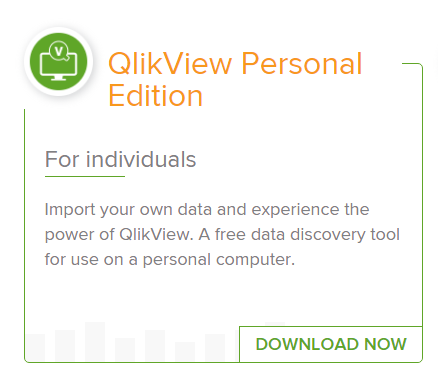 QlikView Personal
Edition
For individuals
Import your own data and experience the
power of QlikView. A free data discovery tool
for use on a personal computer.
DOWNLOAD NOW